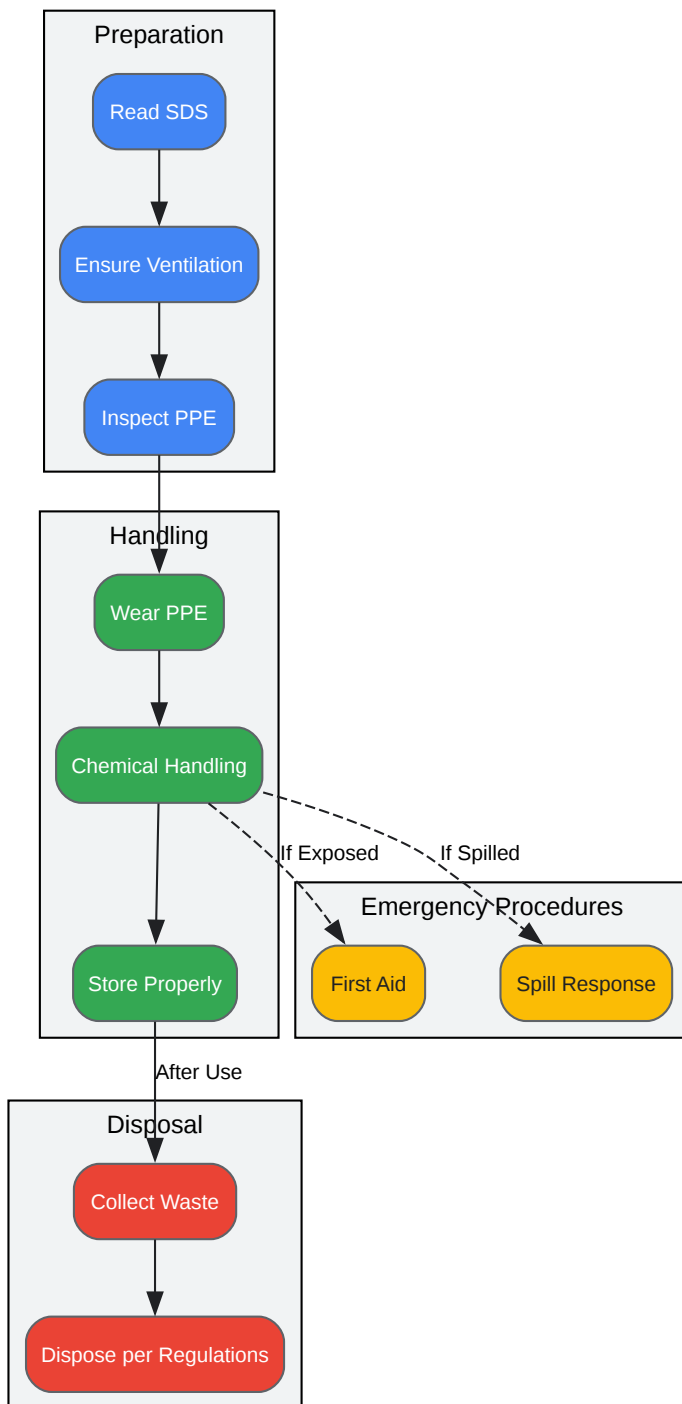 Preparation
Read SDS
Ensure Ventilation
Inspect PPE
Handling
Wear PPE
Chemical Handling
If Exposed
If Spilled
Emergency Procedures
Store Properly
First Aid
Spill Response
After Use
Disposal
Collect Waste
Dispose per Regulations